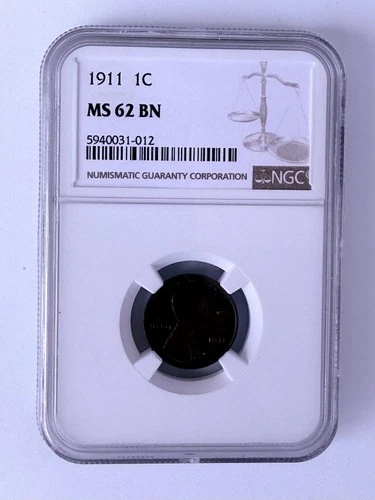 1911 1C
MS 62 BN
5940031-012
NUMISMATIC GUARANTY CORPORATION
NGC